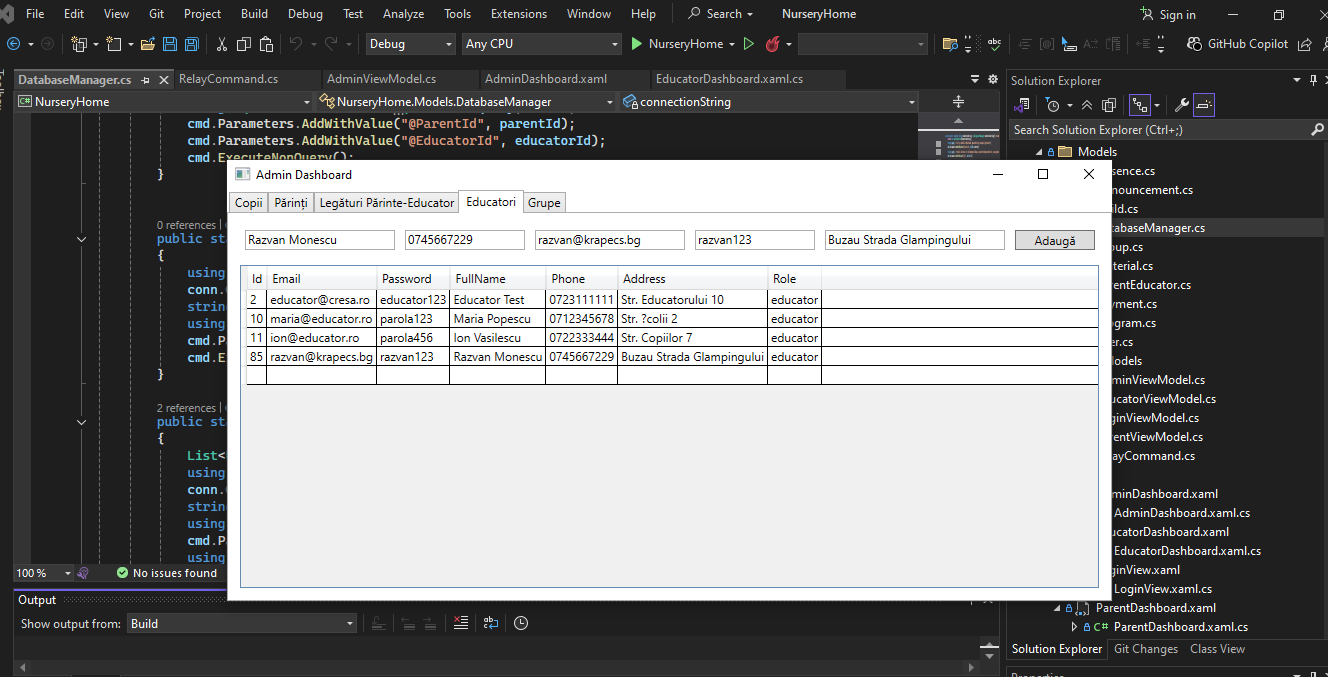 File Edit View Git Project Build Debug Test Analyze Tools Extensions Window Help Search NurseryHome Sign in
Debug Any CPU NurseryHome GitHub Copilot
DatabaseManager.cs RelayCommand.cs AdminViewModel.cs AdminDashboard.xaml EducatorDashboard.xaml.cs
NurseryHome NurseryHome.Models.DatabaseManager connectionString
cmd.Parameters.AddWithValue("@ParentId", parentId);
cmd.Parameters.AddWithValue("@EducatorId", educatorId);
cmd.ExecuteNonQuery();
}
0 references |
public sta
{
using
conn.
strin
using
cmd.P
cmd.E
}
2 references |
public sta
{
List<
using
conn.
strin
using
cmd.P
using
100 % No issues found
Output
Show output from: Build
Admin Dashboard
Copii Părinți Legături Părinte-Educator Educatori Grupe
Razvan Monescu 0745667229 razvan@krapecs.bg razvan123 Buzau Strada Glampingului Adaugă
Id Email Password FullName Phone Address Role
2 educator@cresa.ro educator123 Educator Test 0723111111 Str. Educatorului 10 educator
10 maria@educator.ro parola123 Maria Popescu 0712345678 Str. ?colii 2 educator
11 ion@educator.ro parola456 Ion Vasilescu 0722333444 Str. Copiilor 7 educator
85 razvan@krapecs.bg razvan123 Razvan Monescu 0745667229 Buzau Strada Glampingului educator
Solution Explorer
Search Solution Explorer (Ctrl+;)
Models
sence.cs
nouncement.cs
ild.cs
tabaseManager.cs
oup.cs
terial.cs
rentEducator.cs
yment.cs
ogram.cs
er.cs
lodels
minViewModel.cs
ucatorViewModel.cs
ginViewModel.cs
rentViewModel.cs
layCommand.cs
minDashboard.xaml
AdminDashboard.xaml.cs
ucatorDashboard.xaml
EducatorDashboard.xaml.cs
ginView.xaml
LoginView.xaml.cs
ParentDashboard.xaml
C# ParentDashboard.xaml.cs
Solution Explorer Git Changes Class View
Properties